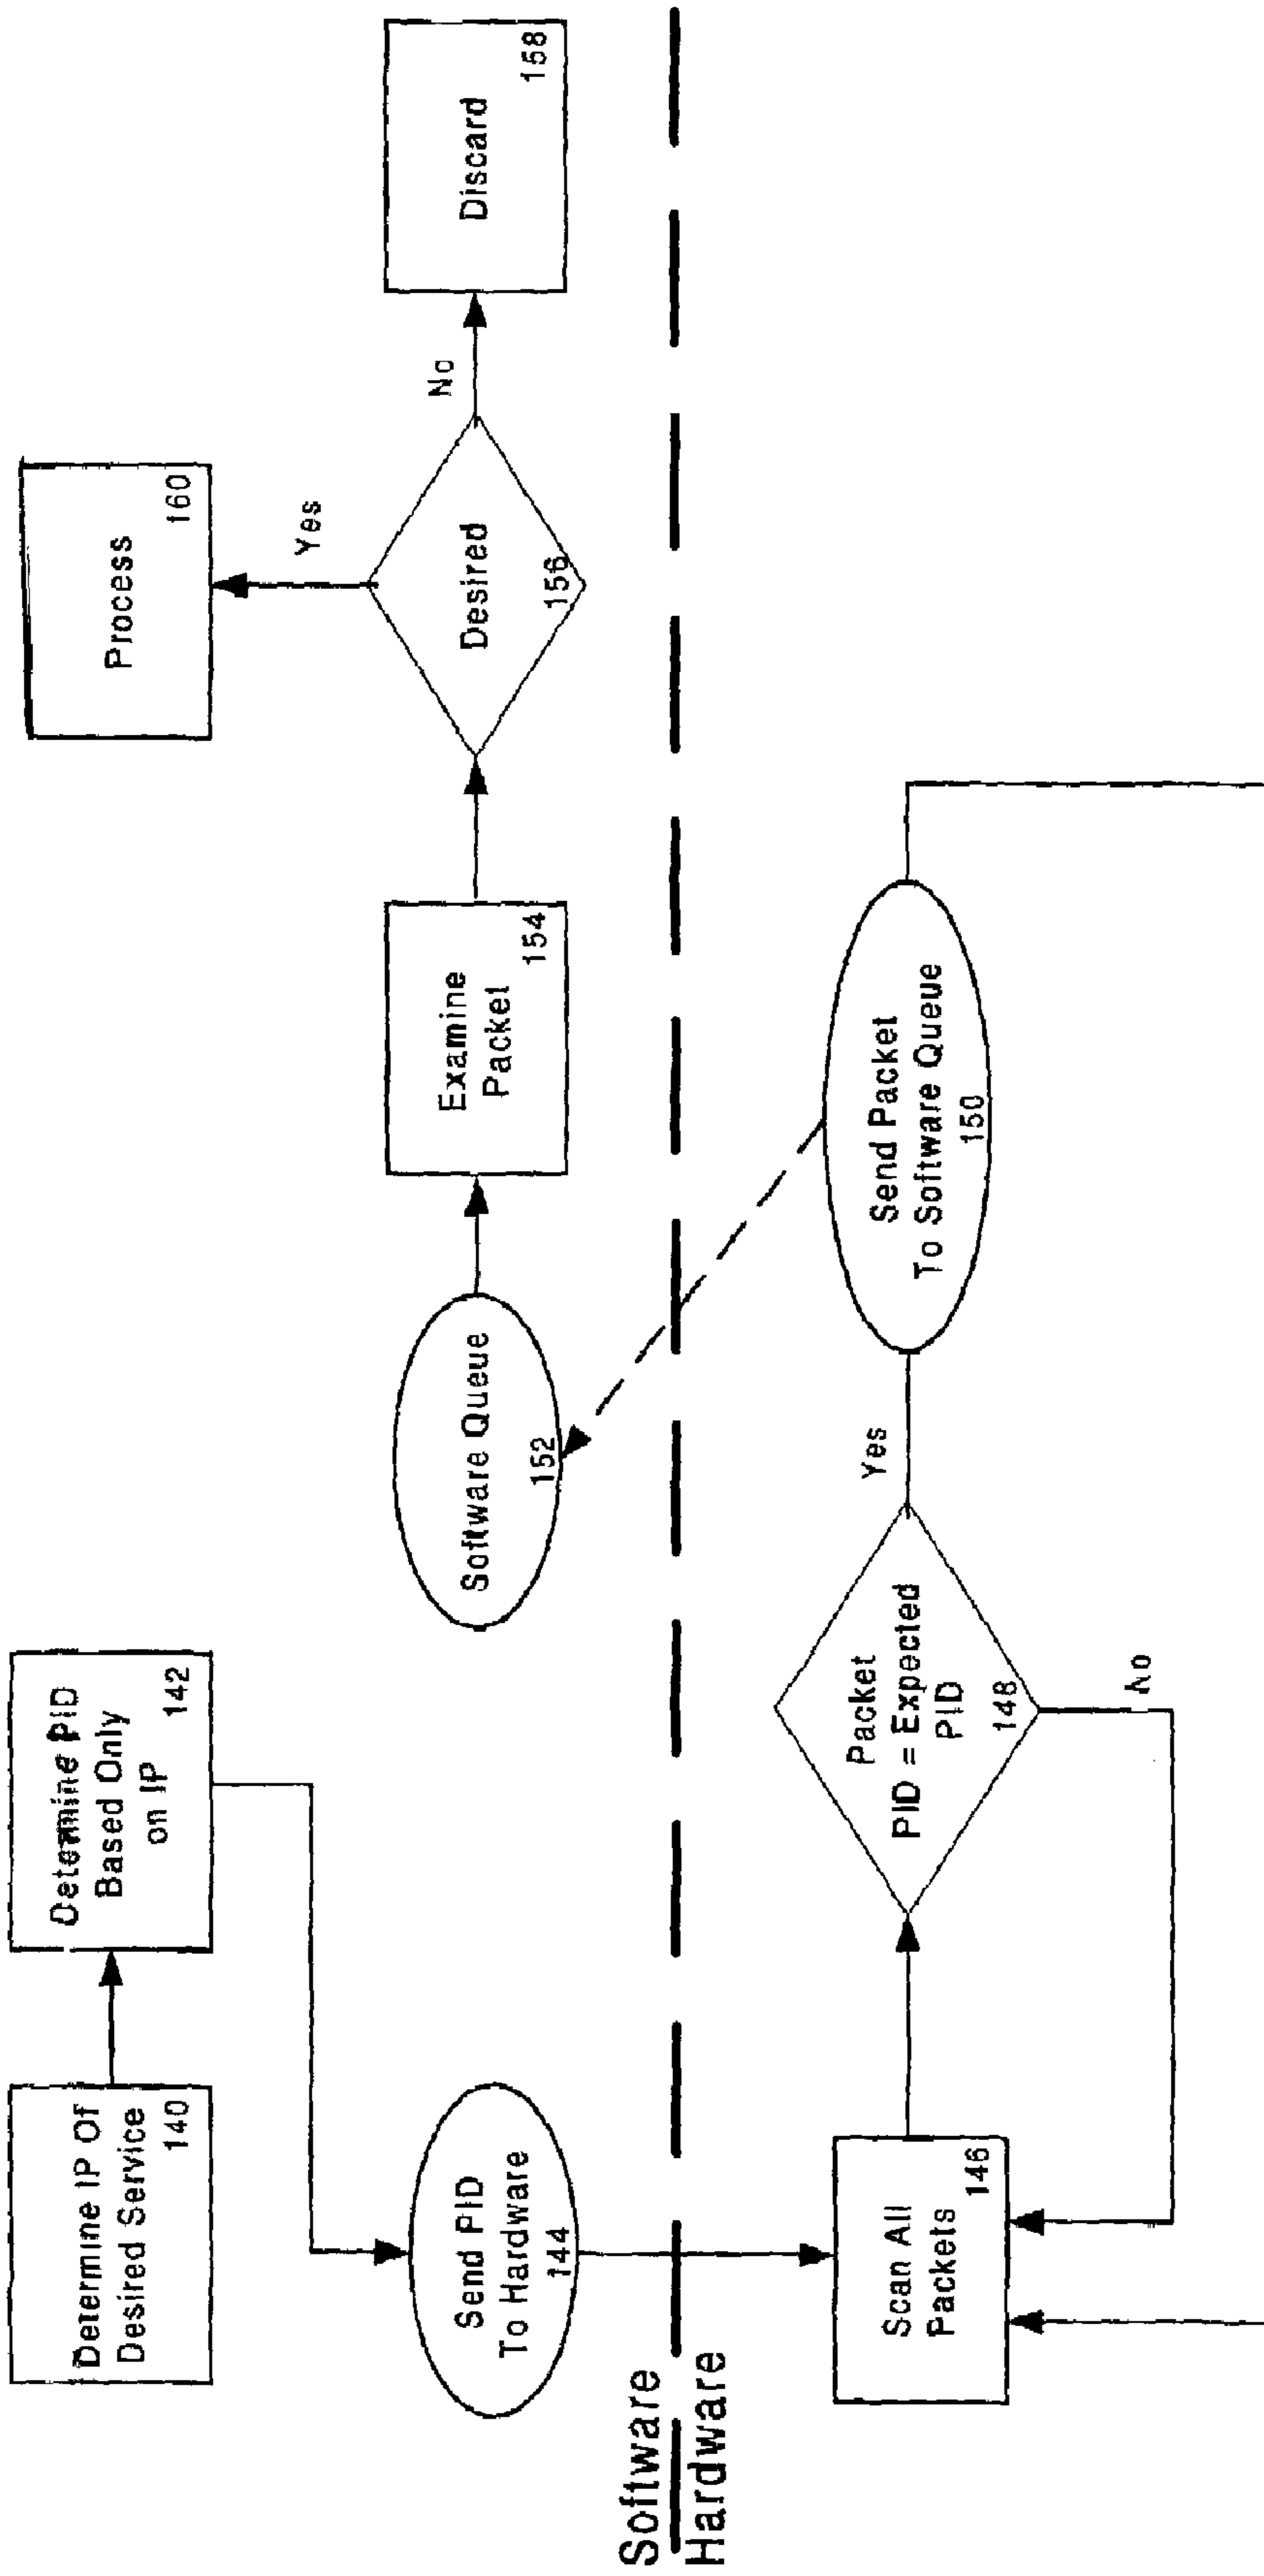 Determine IP Of
Desired Service
140
Determine PID
Based Only
on IP
142
Send PID
To Hardware
144
Software Queue
152
Examine
Packet
154
Desired
156
Yes
No
Process
160
Discard
158
Software
Hardware
Scan All
Packets
146
Packet
PID = Expected
PID
148
Yes
No
Send Packet
To Software Queue
150